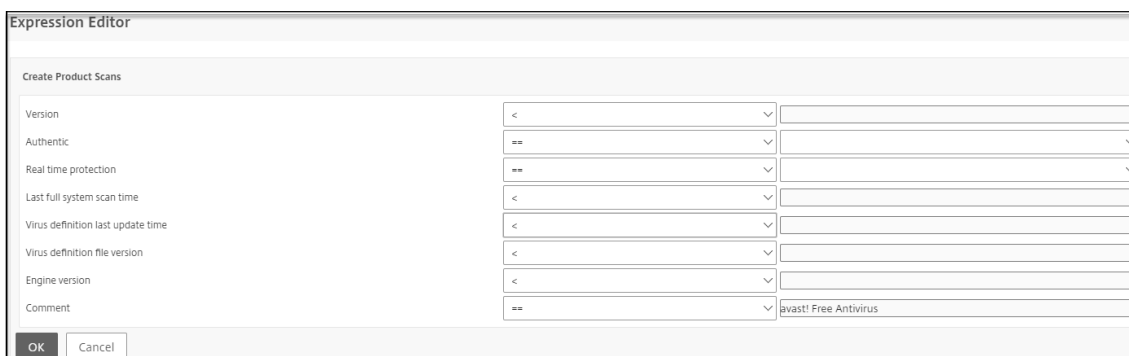 Expression Editor
Create Product Scans
Version <
Authentic ==
Real time protection ==
Last full system scan time <
Virus definition last update time <
Virus definition file version <
Engine version <
Comment == avast! Free Antivirus
OK Cancel